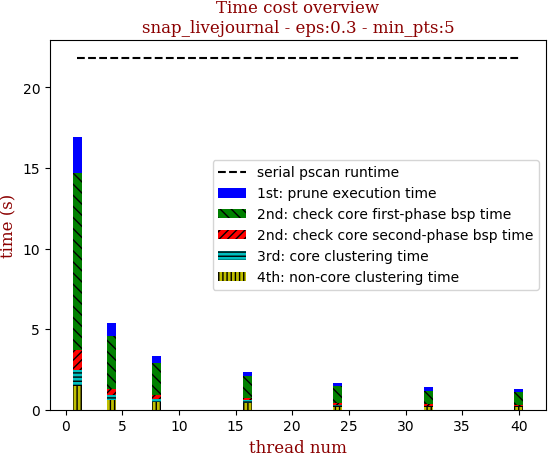 Time cost overview
snap_livejournal - eps:0.3 - min_pts:5
time (s)
20
15
10
5
0
serial pscan runtime
1st: prune execution time
2nd: check core first-phase bsp time
2nd: check core second-phase bsp time
3rd: core clustering time
4th: non-core clustering time
0 5 10 15 20 25 30 35 40
thread num